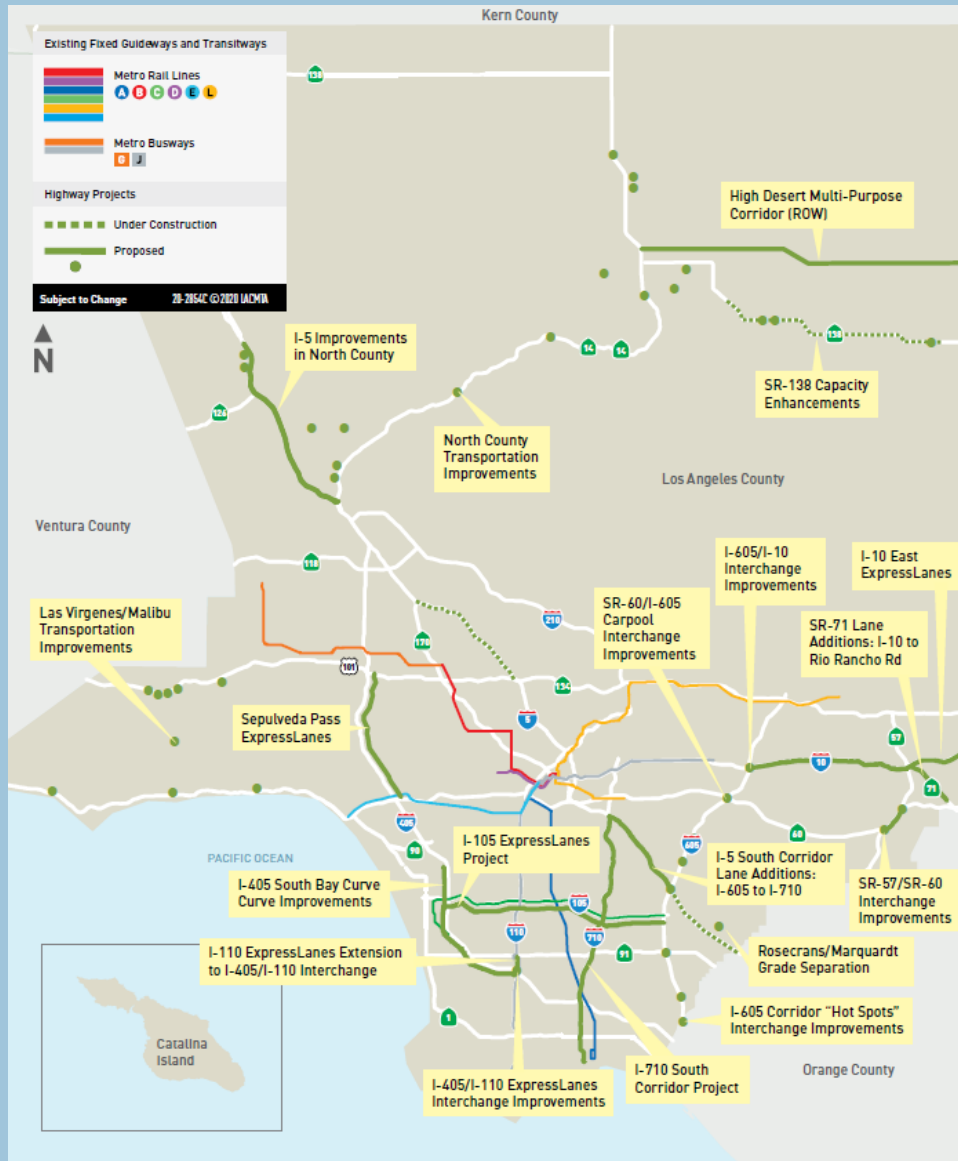 Kern County
Existing Fixed Guideways and Transitways
Metro Rail Lines
A B C D E L
Metro Busways
G J
Highway Projects
Under Construction
Proposed
Subject to Change 20-2854C ©2020 LACMTA
N
138
High Desert Multi-Purpose
Corridor (ROW)
I-5 Improvements
in North County
14
14
138
SR-138 Capacity
Enhancements
126
North County
Transportation
Improvements
Los Angeles County
Ventura County
118
I-605/I-10
Interchange
Improvements
I-10 East
ExpressLanes
Las Virgenes/Malibu
Transportation
Improvements
210
SR-60/I-605
Carpool
Interchange
Improvements
SR-71 Lane
Additions: I-10 to
Rio Rancho Rd
170
101
134
Sepulveda Pass
ExpressLanes
5
57
10
71
405
90
60
605
PACIFIC OCEAN
I-105 ExpressLanes
Project
I-405 South Bay Curve
Curve Improvements
I-5 South Corridor
Lane Additions:
I-605 to I-710
SR-57/SR-60
Interchange
Improvements
105
110
710
91
I-110 ExpressLanes Extension
to I-405/I-110 Interchange
Rosecrans/Marquardt
Grade Separation
1
I-605 Corridor "Hot Spots"
Interchange Improvements
Catalina
Island
I-405/I-110 ExpressLanes
Interchange Improvements
I-710 South
Corridor Project
Orange County